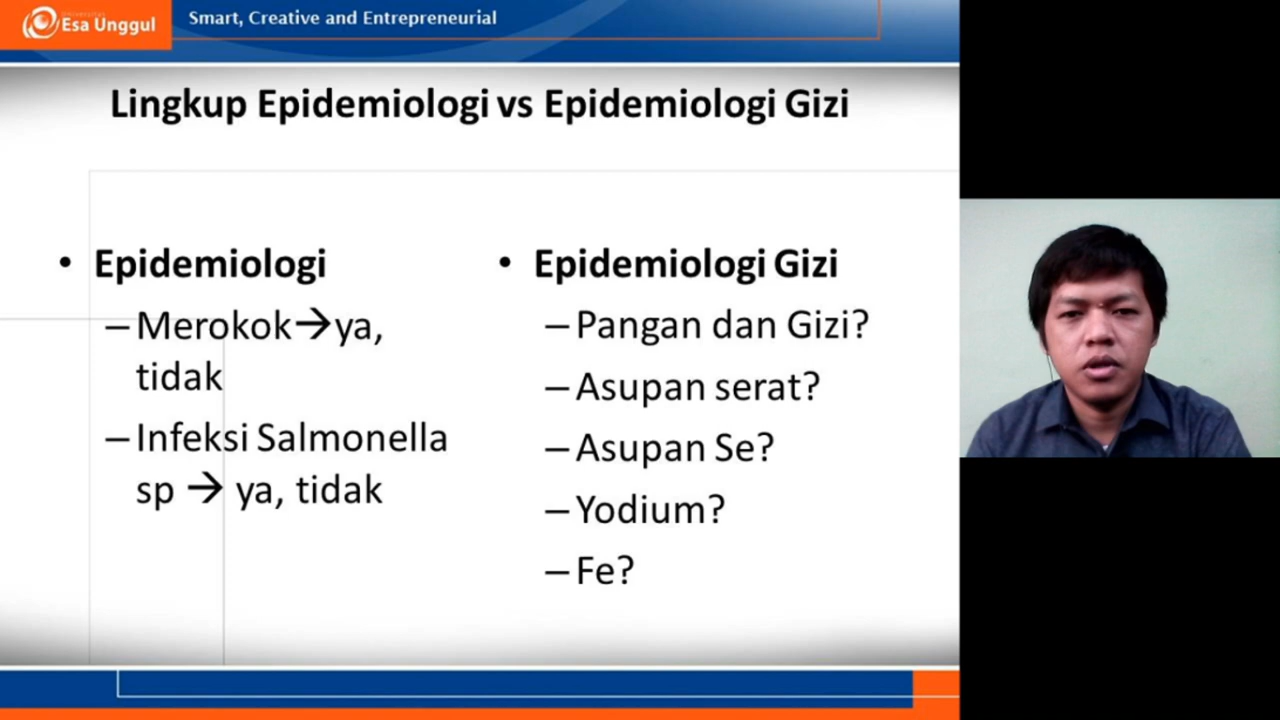 Universitas
Esa Unggul
Smart, Creative and Entrepreneurial
Lingkup Epidemiologi vs Epidemiologi Gizi
• Epidemiologi
–Merokok→ya,
tidak
–Infeksi Salmonella
sp → ya, tidak
• Epidemiologi Gizi
–Pangan dan Gizi?
–Asupan serat?
–Asupan Se?
–Yodium?
–Fe?